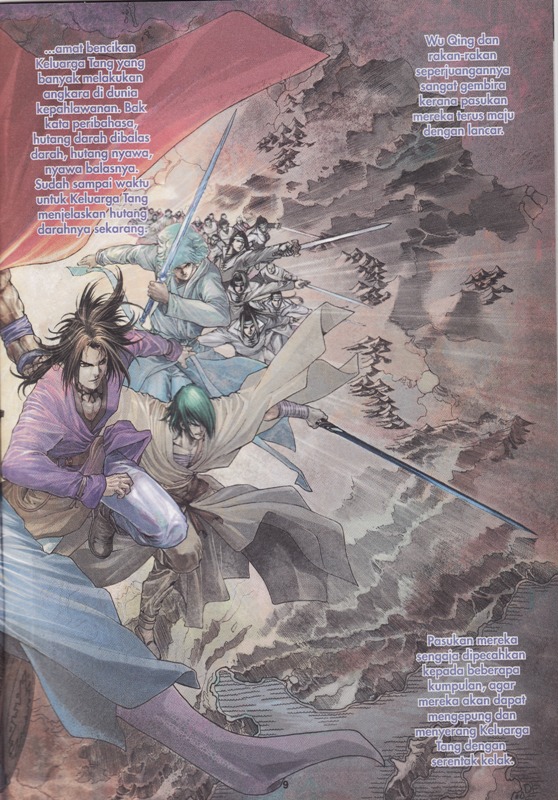 ...amat bencikan
Keluarga Tang yang
banyak melakukan
angkara di dunia
kepahlawanan. Bak
kata peribahasa,
hutang darah dibalas
darah, hutang nyawa,
nyawa balasnya.
Sudah sampai waktu
untuk Keluarga Tang
menjelaskan hutang
darahnya sekarang.
Wu Qing dan
rakan-rakan
seperjuangannya
sangat gembira
kerana pasukan
mereka terus maju
dengan lancar.
Pasukan mereka
sengaja dipecahkan
kepada beberapa
kumpulan, agar
mereka akan dapat
mengepung dan
menyerang Keluarga
Tang dengan
serentak kelak.
9